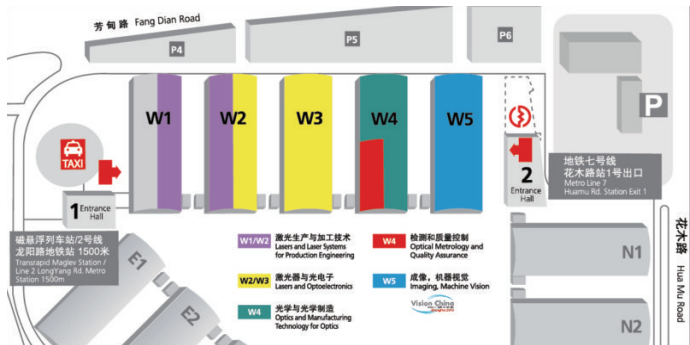 芳甸路 Fang Dian Road
P4
P5
P6
W1
W2
W3
W4
W5
P
TAXI
1 Entrance
Hall
2
Entrance
Hall
地铁七号线
花木路站1号出口
Metro Line 7
Huamu Rd. Station Exit 1
磁悬浮列车站/2号线
龙阳路地铁站 1500米
Transrapid Maglev Station /
Line 2 LongYang Rd. Metro
Station 1500m
花木路
Hua Mu Road
E1
E2
N1
N2
W1/W2 激光生产与加工技术
Lasers and Laser Systems
for Production Engineering
W2/W3 激光器与光电子
Lasers and Optoelectronics
W4 光学与光学制造
Optics and Manufacturing
Technology for Optics
W4 检测和质量控制
Optical Metrology and
Quality Assurance
W5 成像，机器视觉
Imaging, Machine Vision
Vision China